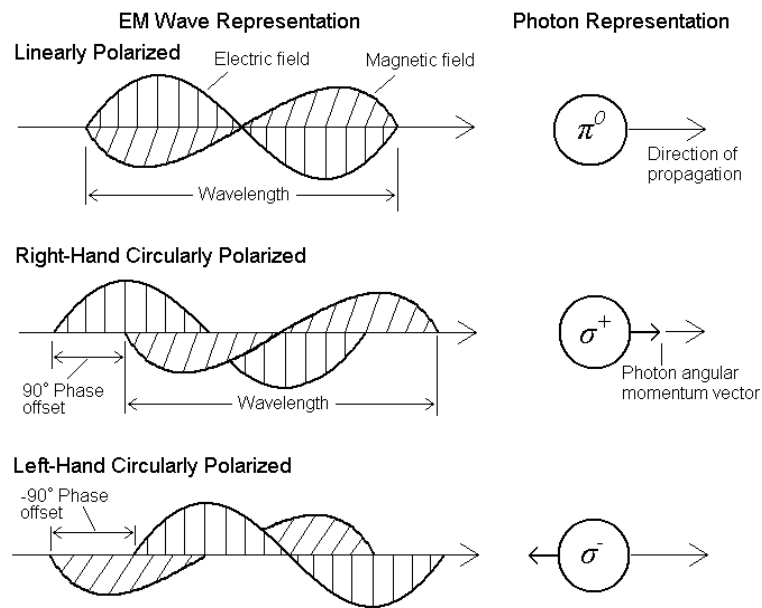 EM Wave Representation
Photon Representation
Linearly Polarized
Electric field
Magnetic field
Wavelength
π⁰
Direction of
propagation
Right-Hand Circularly Polarized
90° Phase
offset
Wavelength
σ⁺
Photon angular
momentum vector
Left-Hand Circularly Polarized
-90° Phase
offset
σ⁻